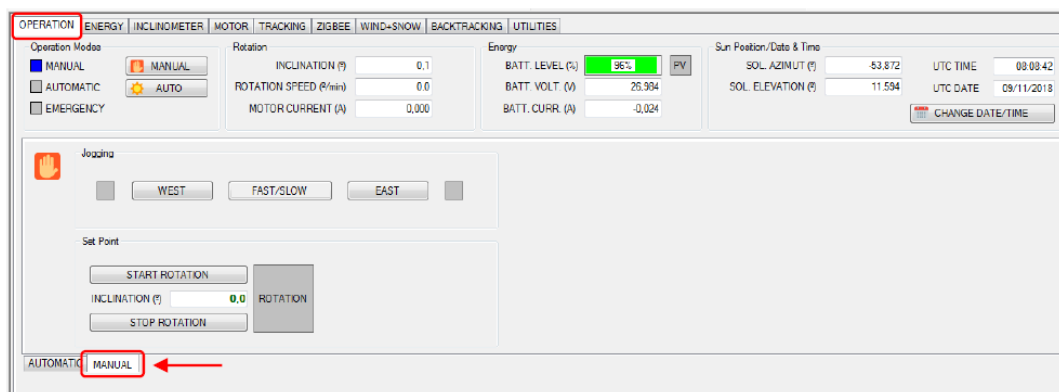 OPERATION ENERGY INCLINOMETER MOTOR TRACKING ZIGBEE WIND+SNOW BACKTRACKING UTILITIES
Operation Modes
MANUAL MANUAL
AUTOMATIC AUTO
EMERGENCY
Rotation
INCLINATION (º) 0,1
ROTATION SPEED (º/min) 0,0
MOTOR CURRENT (A) 0,000
Energy
BATT. LEVEL (%) 96% PV
BATT. VOLT. (V) 26,984
BATT. CURR. (A) -0,024
Sun Position/Date & Time
SOL. AZIMUT (º) -53,872 UTC TIME 08:08:42
SOL. ELEVATION (º) 11,594 UTC DATE 09/11/2018
CHANGE DATE/TIME
Jogging
WEST FAST/SLOW EAST
Set Point
START ROTATION
INCLINATION (º) 0,0 ROTATION
STOP ROTATION
AUTOMATIC MANUAL